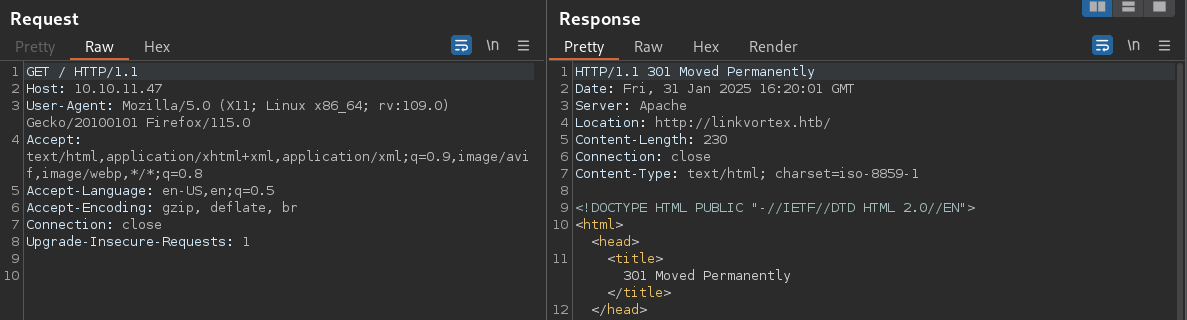 Request
Pretty Raw Hex \n
1 GET / HTTP/1.1
2 Host: 10.10.11.47
3 User-Agent: Mozilla/5.0 (X11; Linux x86_64; rv:109.0)
Gecko/20100101 Firefox/115.0
4 Accept:
text/html,application/xhtml+xml,application/xml;q=0.9,image/avi
f,image/webp,*/*;q=0.8
5 Accept-Language: en-US,en;q=0.5
6 Accept-Encoding: gzip, deflate, br
7 Connection: close
8 Upgrade-Insecure-Requests: 1
9
10
Response
Pretty Raw Hex Render \n
1 HTTP/1.1 301 Moved Permanently
2 Date: Fri, 31 Jan 2025 16:20:01 GMT
3 Server: Apache
4 Location: http://linkvortex.htb/
5 Content-Length: 230
6 Connection: close
7 Content-Type: text/html; charset=iso-8859-1
8
9 <!DOCTYPE HTML PUBLIC "-//IETF//DTD HTML 2.0//EN">
10 <html>
<head>
11 <title>
301 Moved Permanently
</title>
12 </head>